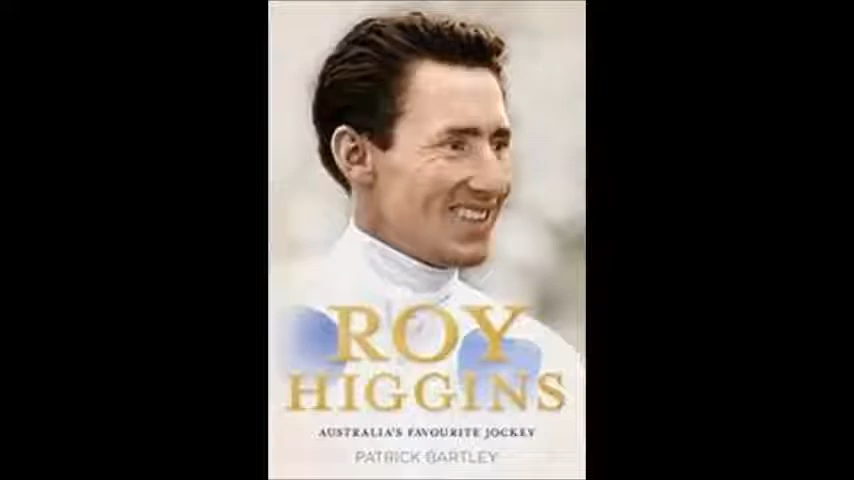 ROY
HIGGINS
AUSTRALIA'S FAVOURITE JOCKEY
PATRICK BARTLEY